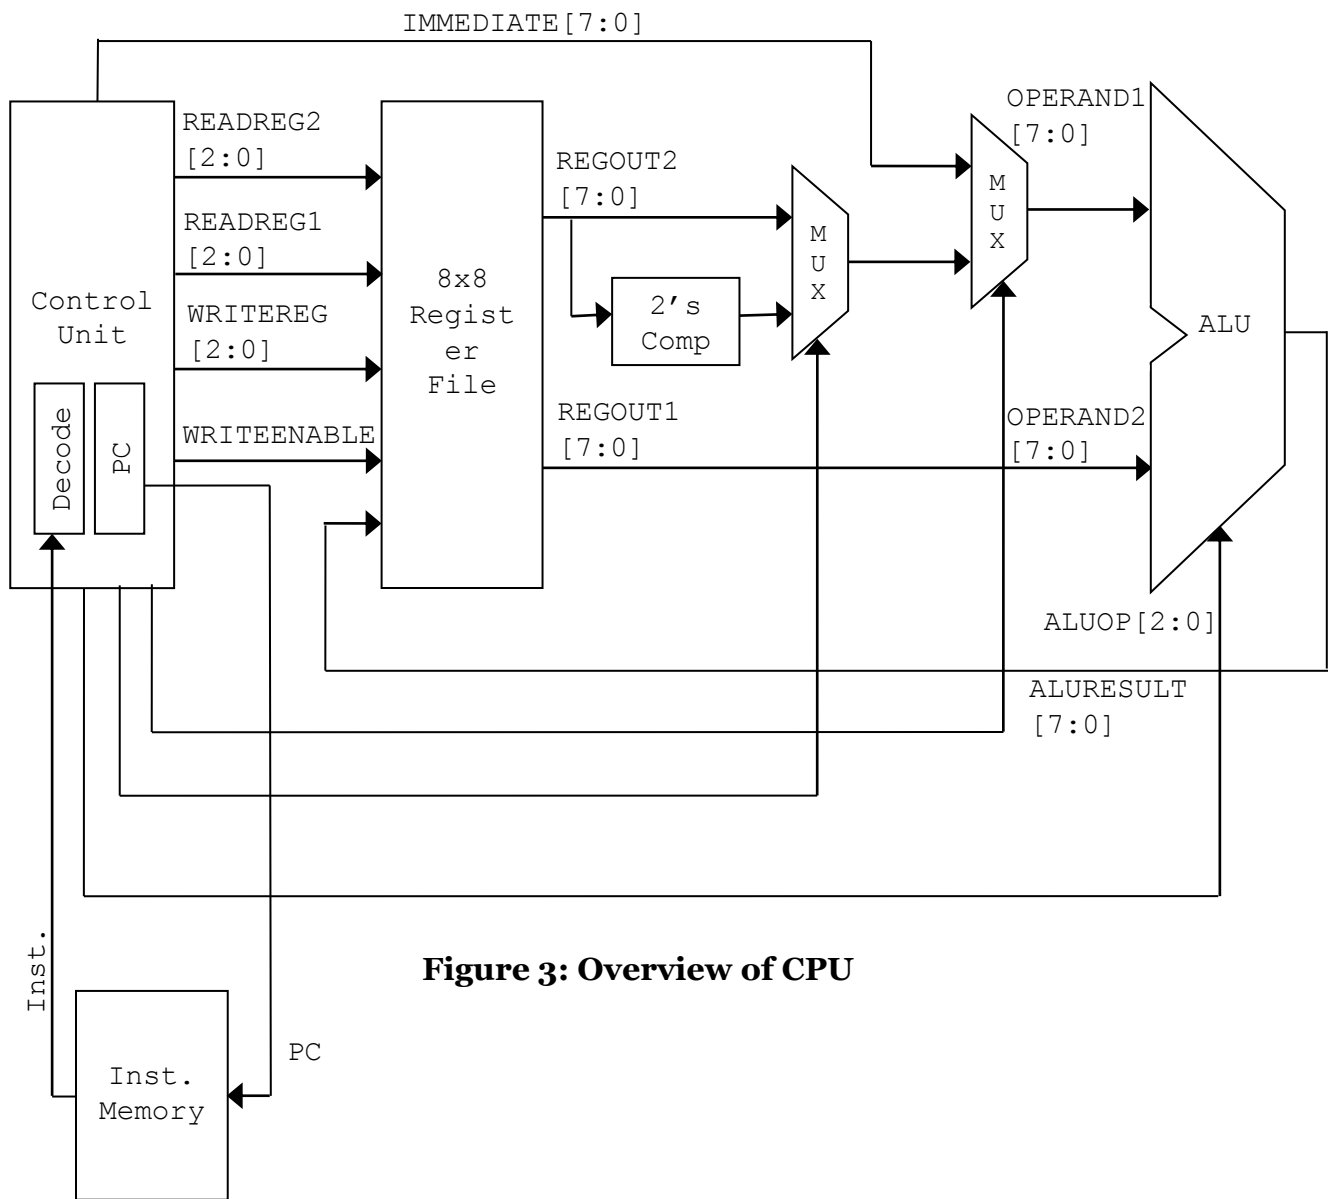 IMMEDIATE[7:0]
READREG2
[2:0]
READREG1
[2:0]
WRITEREG
[2:0]
WRITEENABLE
Control
Unit
Decode
PC
8x8
Regist
er
File
REGOUT2
[7:0]
2's
Comp
REGOUT1
[7:0]
M
U
X
M
U
X
OPERAND1
[7:0]
OPERAND2
[7:0]
ALU
ALUOP[2:0]
ALURESULT
[7:0]
Inst.
PC
Inst.
Memory
Figure 3: Overview of CPU